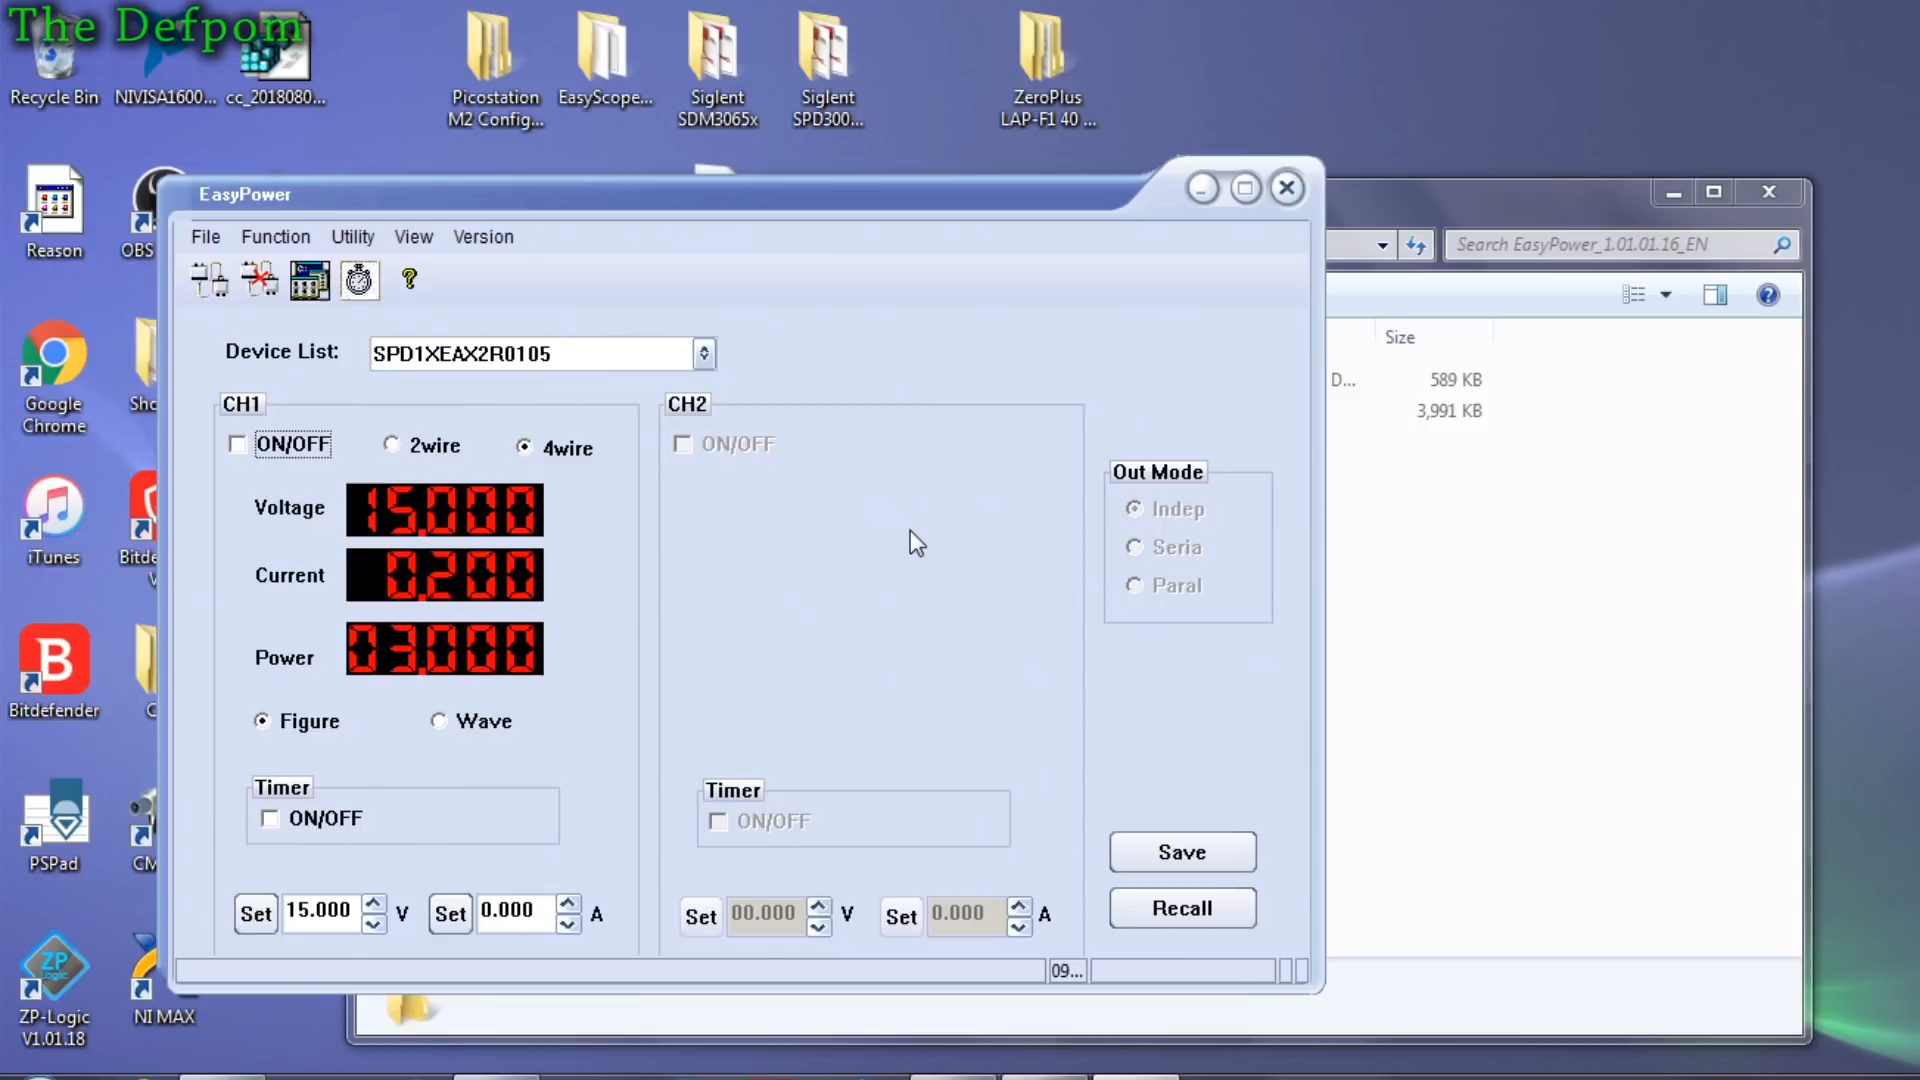 The Defpom
Recycle Bin
NIVISA1600...
cc_2018080...
Picostation
M2 Config...
EasyScope...
Siglent
SDM3065x
Siglent
SPD300...
ZeroPlus
LAP-F1 40 ...
Reason
OBS
Google
Chrome
Sho
iTunes
Bitde
Bitdefender
PSPad
CM
ZP
Logic
ZP-Logic
V1.01.18
NI MAX
EasyPower
File
Function
Utility
View
Version
Device List:
SPD1XEAX2R0105
CH1
ON/OFF
2wire
4wire
Voltage
15.000
Current
0.200
Power
03.000
Figure
Wave
Timer
ON/OFF
Set
15.000
V
Set
0.000
A
CH2
ON/OFF
Timer
ON/OFF
Set
00.000
V
Set
0.000
A
Out Mode
Indep
Seria
Paral
Save
Recall
09...
Search EasyPower_1.01.01.16_EN
Size
D...
589 KB
3,991 KB